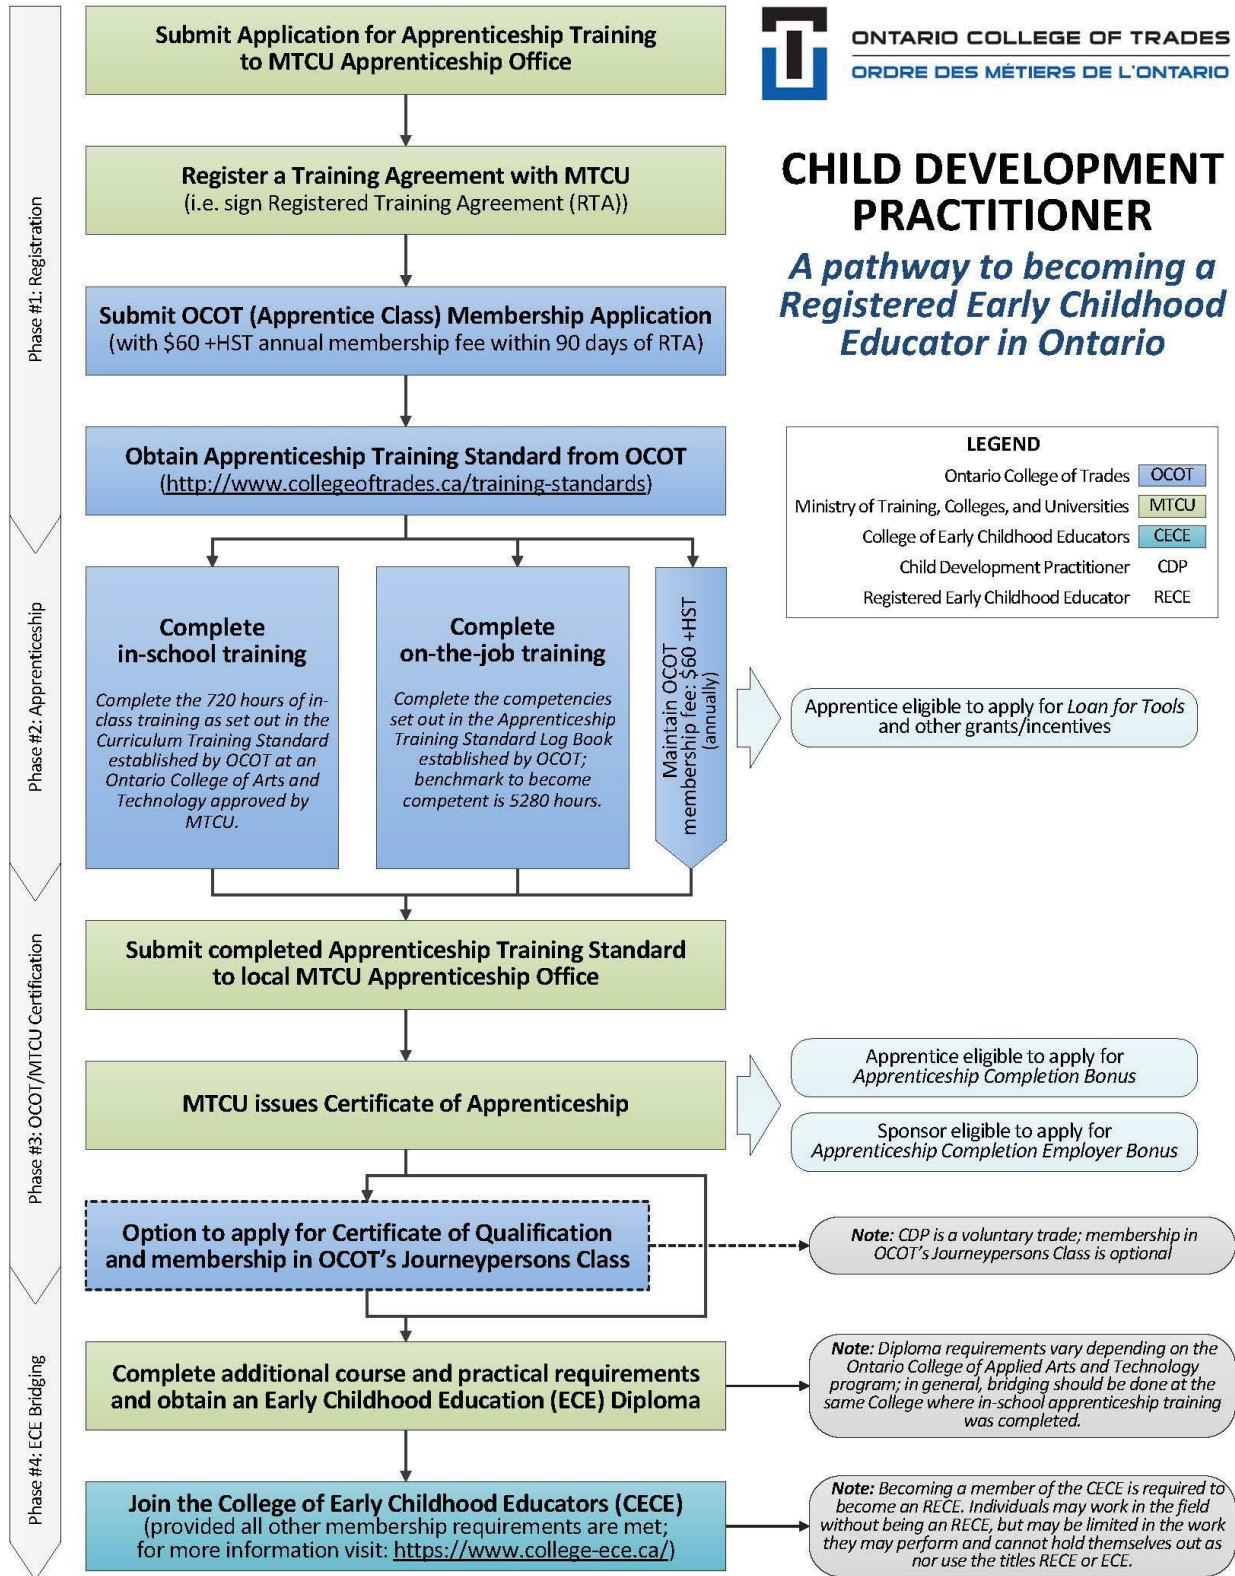 Submit Application for Apprenticeship Training
to MTCU Apprenticeship Office
ONTARIO COLLEGE OF TRADES
ORDRE DES MÉTIERS DE L'ONTARIO
CHILD DEVELOPMENT
PRACTITIONER
A pathway to becoming a
Registered Early Childhood
Educator in Ontario
Phase #1: Registration
Register a Training Agreement with MTCU
(i.e. sign Registered Training Agreement (RTA))
Submit OCOT (Apprentice Class) Membership Application
(with $60 +HST annual membership fee within 90 days of RTA)
Obtain Apprenticeship Training Standard from OCOT
(http://www.collegeoftrades.ca/training-standards)
LEGEND
Ontario College of Trades OCOT
Ministry of Training, Colleges, and Universities MTCU
College of Early Childhood Educators CECE
Child Development Practitioner CDP
Registered Early Childhood Educator RECE
Phase #2: Apprenticeship
Complete
in-school training
Complete the 720 hours of in-
class training as set out in the
Curriculum Training Standard
established by OCOT at an
Ontario College of Arts and
Technology approved by
MTCU.
Complete
on-the-job training
Complete the competencies
set out in the Apprenticeship
Training Standard Log Book
established by OCOT;
benchmark to become
competent is 5280 hours.
Maintain OCOT
membership fee: $60 +HST
(annually)
Apprentice eligible to apply for Loan for Tools
and other grants/incentives
Phase #3: OCOT/MTCU Certification
Submit completed Apprenticeship Training Standard
to local MTCU Apprenticeship Office
MTCU issues Certificate of Apprenticeship
Apprentice eligible to apply for
Apprenticeship Completion Bonus
Sponsor eligible to apply for
Apprenticeship Completion Employer Bonus
Option to apply for Certificate of Qualification
and membership in OCOT's Journeypersons Class
Note: CDP is a voluntary trade; membership in
OCOT's Journeypersons Class is optional
Phase #4: ECE Bridging
Complete additional course and practical requirements
and obtain an Early Childhood Education (ECE) Diploma
Note: Diploma requirements vary depending on the
Ontario College of Applied Arts and Technology
program; in general, bridging should be done at the
same College where in-school apprenticeship training
was completed.
Join the College of Early Childhood Educators (CECE)
(provided all other membership requirements are met;
for more information visit: https://www.college-ece.ca/)
Note: Becoming a member of the CECE is required to
become an RECE. Individuals may work in the field
without being an RECE, but may be limited in the work
they may perform and cannot hold themselves out as
nor use the titles RECE or ECE.